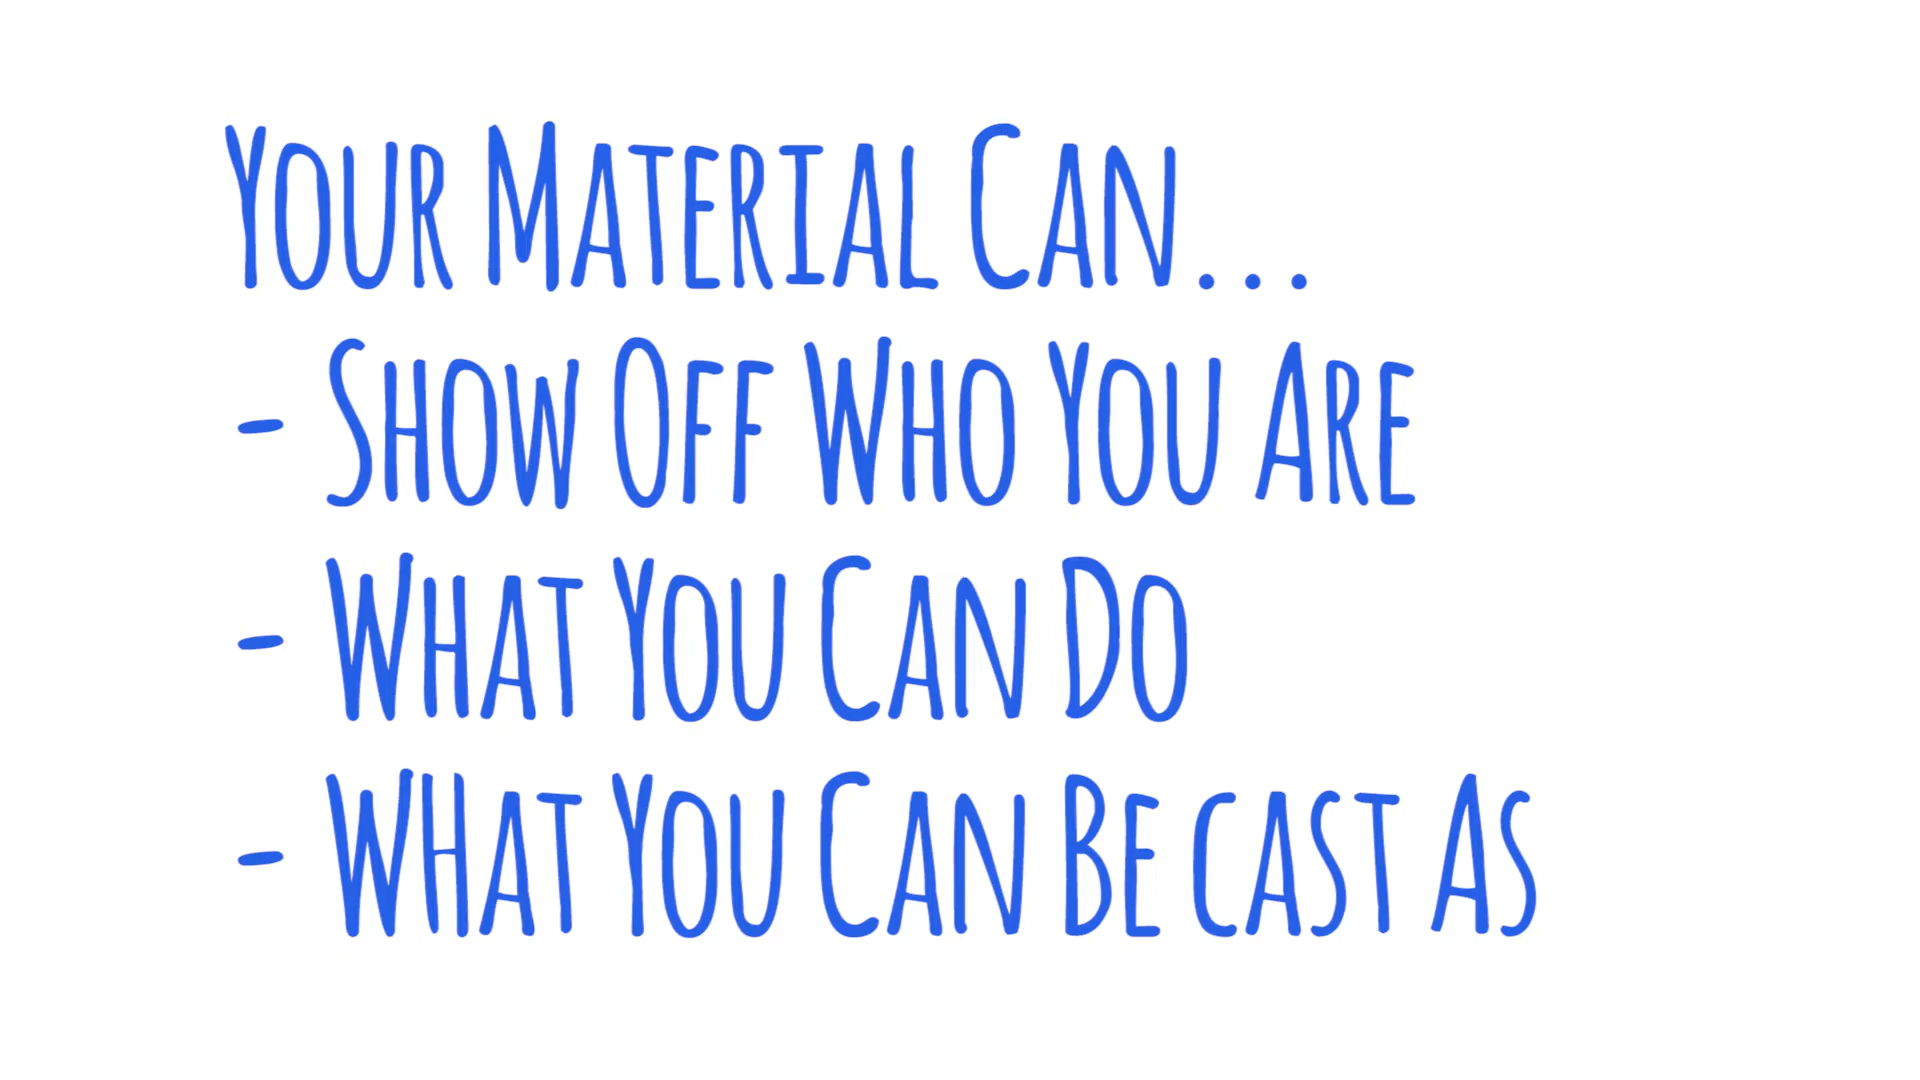 Your Material Can...
- Show Off Who You Are
- What You Can Do
- WHat You Can Be cast As